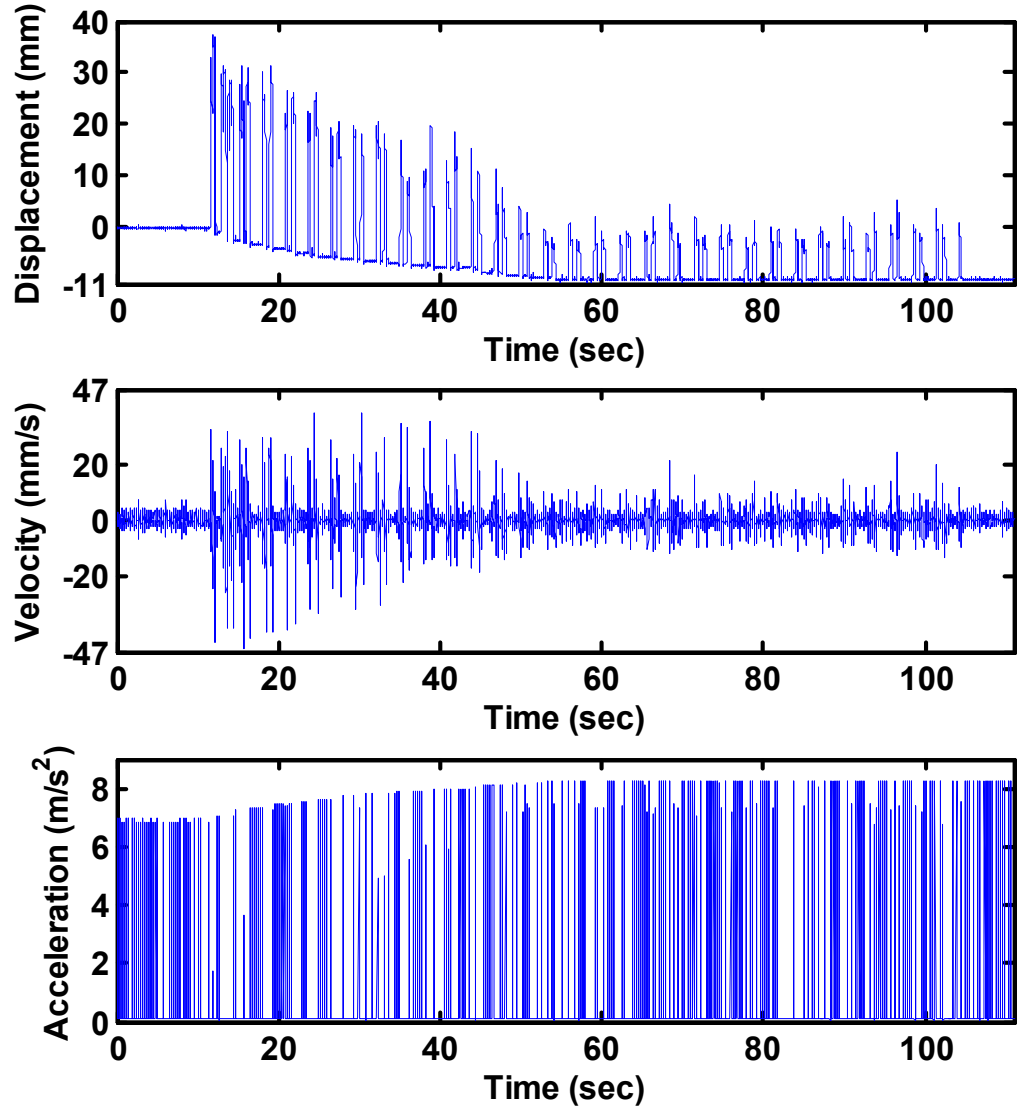 Displacement (mm)
40
30
20
10
0
-11
0 20 40 60 80 100
Time (sec)
Velocity (mm/s)
47
20
0
-20
-47
0 20 40 60 80 100
Time (sec)
Acceleration (m/s²)
8
6
4
2
0
0 20 40 60 80 100
Time (sec)